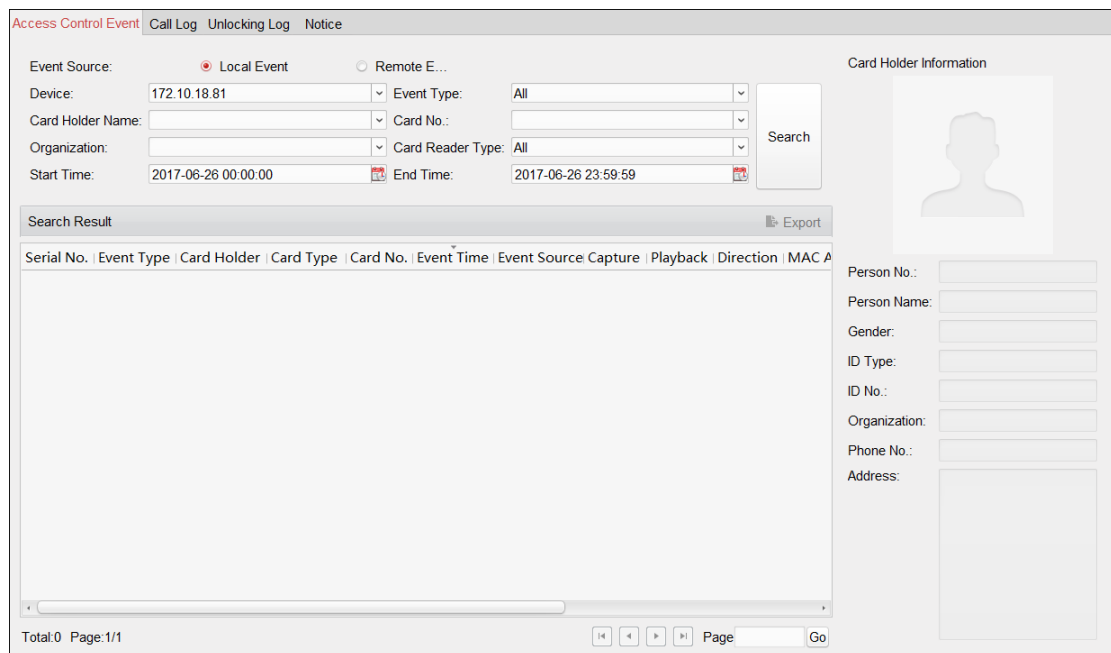 Access Control Event Call Log Unlocking Log Notice
Event Source: Local Event Remote E...
Device: 172.10.18.81 Event Type: All
Card Holder Name: Card No.:
Organization: Card Reader Type: All
Start Time: 2017-06-26 00:00:00 End Time: 2017-06-26 23:59:59
Search
Search Result Export
Serial No. Event Type Card Holder Card Type Card No. Event Time Event Source Capture Playback Direction MAC A
Total:0 Page:1/1 Page Go
Card Holder Information
Person No.:
Person Name:
Gender:
ID Type:
ID No.:
Organization:
Phone No.:
Address: